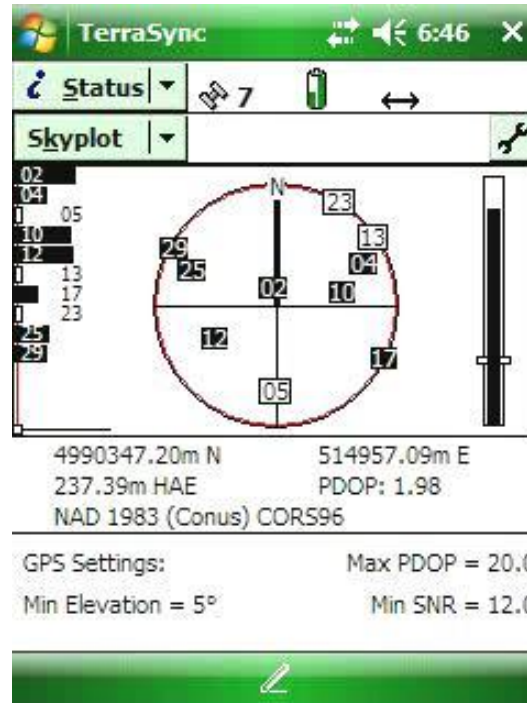 TerraSync 6:46
Status 7
Skyplot
02
04
05
10
12
13
17
23
25
29
N
23
13
29
04
25
02
10
12
17
05
4990347.20m N 514957.09m E
237.39m HAE PDOP: 1.98
NAD 1983 (Conus) CORS96
GPS Settings: Max PDOP = 20.0
Min Elevation = 5° Min SNR = 12.0